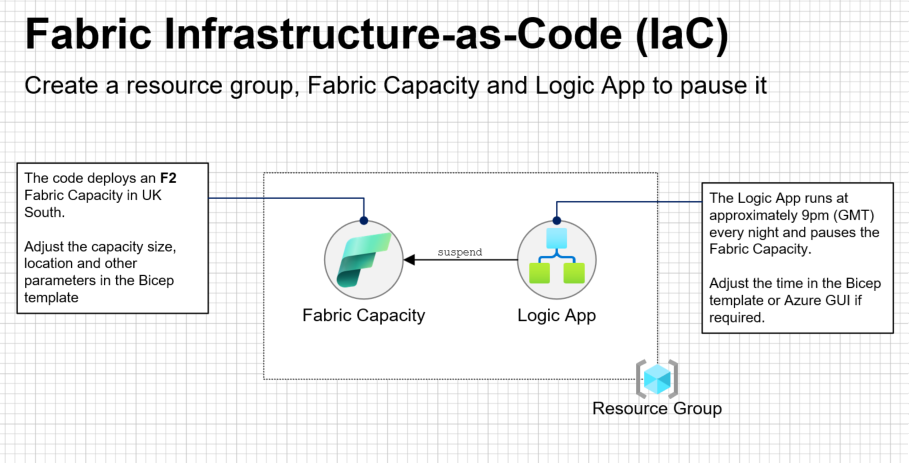 Fabric Infrastructure-as-Code (IaC)
Create a resource group, Fabric Capacity and Logic App to pause it
The code deploys an F2
Fabric Capacity in UK
South.
Adjust the capacity size,
location and other
parameters in the Bicep
template
suspend
Fabric Capacity
Logic App
The Logic App runs at
approximately 9pm (GMT)
every night and pauses the
Fabric Capacity.
Adjust the time in the Bicep
template or Azure GUI if
required.
Resource Group